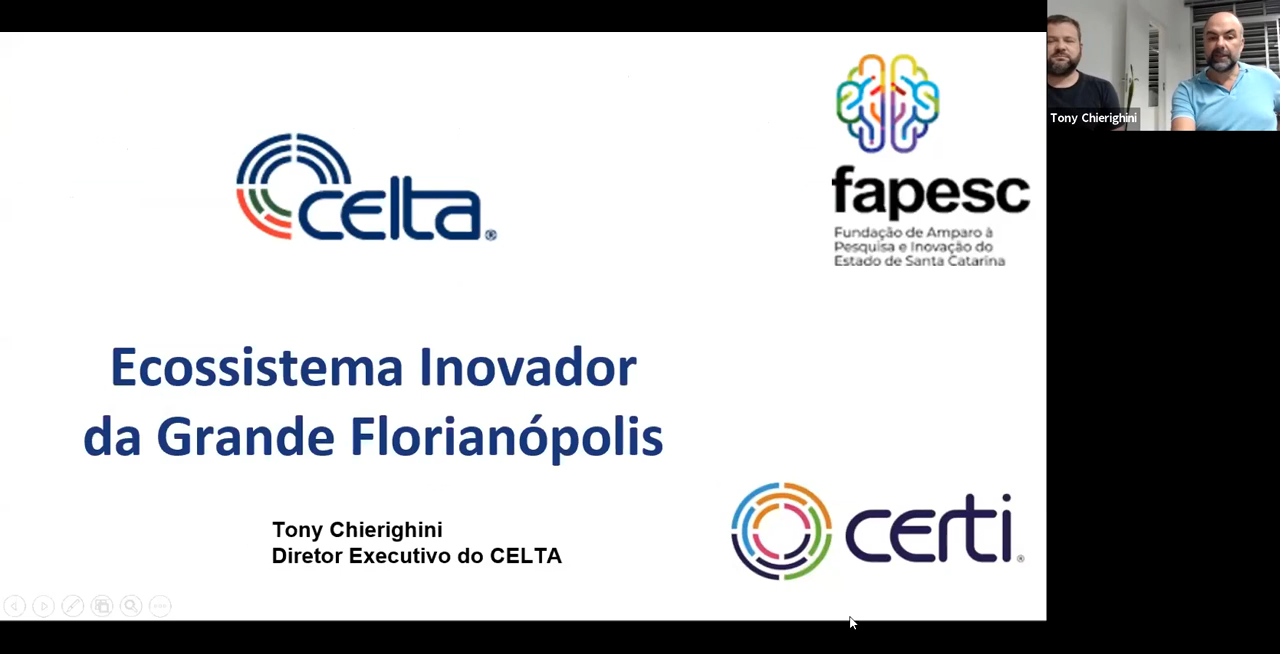 celta
fapesc
Fundação de Amparo à
Pesquisa e Inovação do
Estado de Santa Catarina
Ecossistema Inovador
da Grande Florianópolis
Tony Chierighini
Diretor Executivo do CELTA
certi
Tony Chierighini